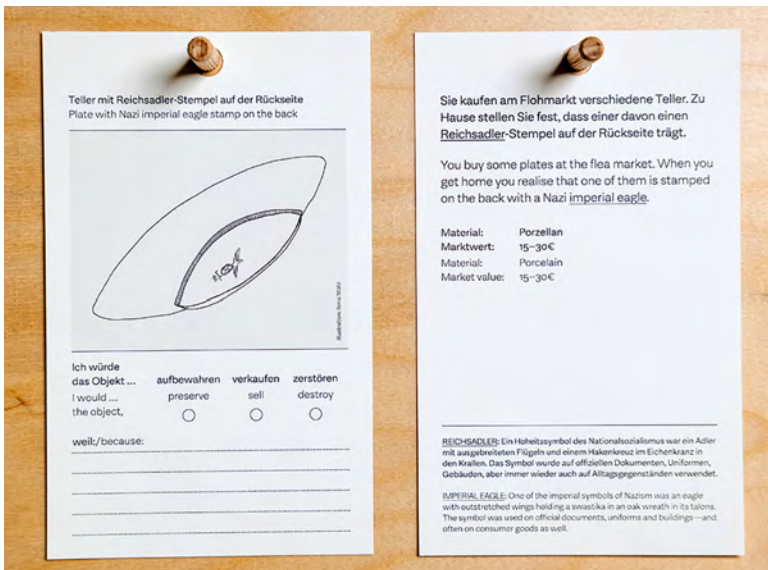 Teller mit Reichsadler-Stempel auf der Rückseite
Plate with Nazi imperial eagle stamp on the back
Ich würde
das Objekt ... aufbewahren verkaufen zerstören
I would ... preserve sell destroy
the object,
weil:/because:
Sie kaufen am Flohmarkt verschiedene Teller. Zu
Hause stellen Sie fest, dass einer davon einen
Reichsadler-Stempel auf der Rückseite trägt.
You buy some plates at the flea market. When you
get home you realise that one of them is stamped
on the back with a Nazi imperial eagle.
Material: Porzellan
Marktwert: 15–30€
Material: Porcelain
Market value: 15–30€
REICHSADLER: Ein Hoheitssymbol des Nationalsozialismus war ein Adler
mit ausgebreiteten Flügeln und einem Hakenkreuz im Eichenkranz in
den Krallen. Das Symbol wurde auf offiziellen Dokumenten, Uniformen,
Gebäuden, aber immer wieder auch auf Alltagsgegenständen verwendet.
IMPERIAL EAGLE: One of the imperial symbols of Nazism was an eagle
with outstretched wings holding a swastika in an oak wreath in its talons.
The symbol was used on official documents, uniforms and buildings—and
often on consumer goods as well.